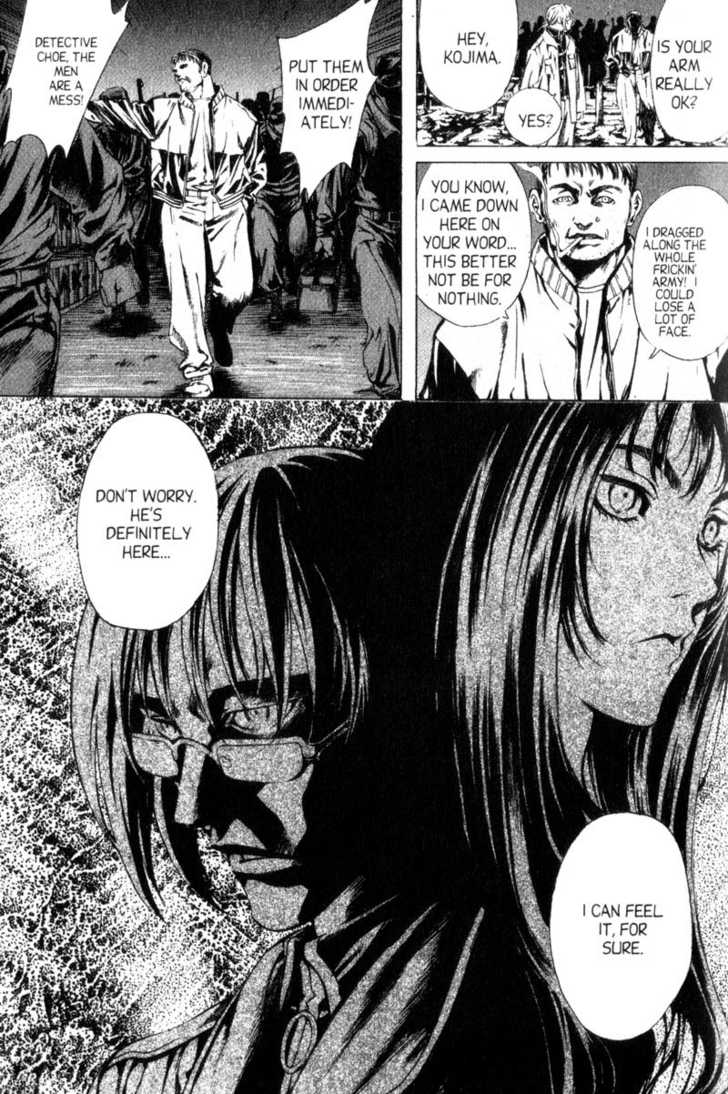 DETECTIVE
CHOE, THE
MEN
ARE A
MESS!
PUT THEM
IN ORDER
IMMEDI-
ATELY!
HEY,
KOJIMA.
IS YOUR
ARM
REALLY
OK?
YES?
YOU KNOW,
I CAME DOWN
HERE ON
YOUR WORD...
THIS BETTER
NOT BE FOR
NOTHING.
I DRAGGED
ALONG THE
WHOLE
FRICKIN'
ARMY! I
COULD
LOSE A
LOT OF
FACE.
DON'T WORRY.
HE'S
DEFINITELY
HERE...
I CAN FEEL
IT, FOR
SURE.